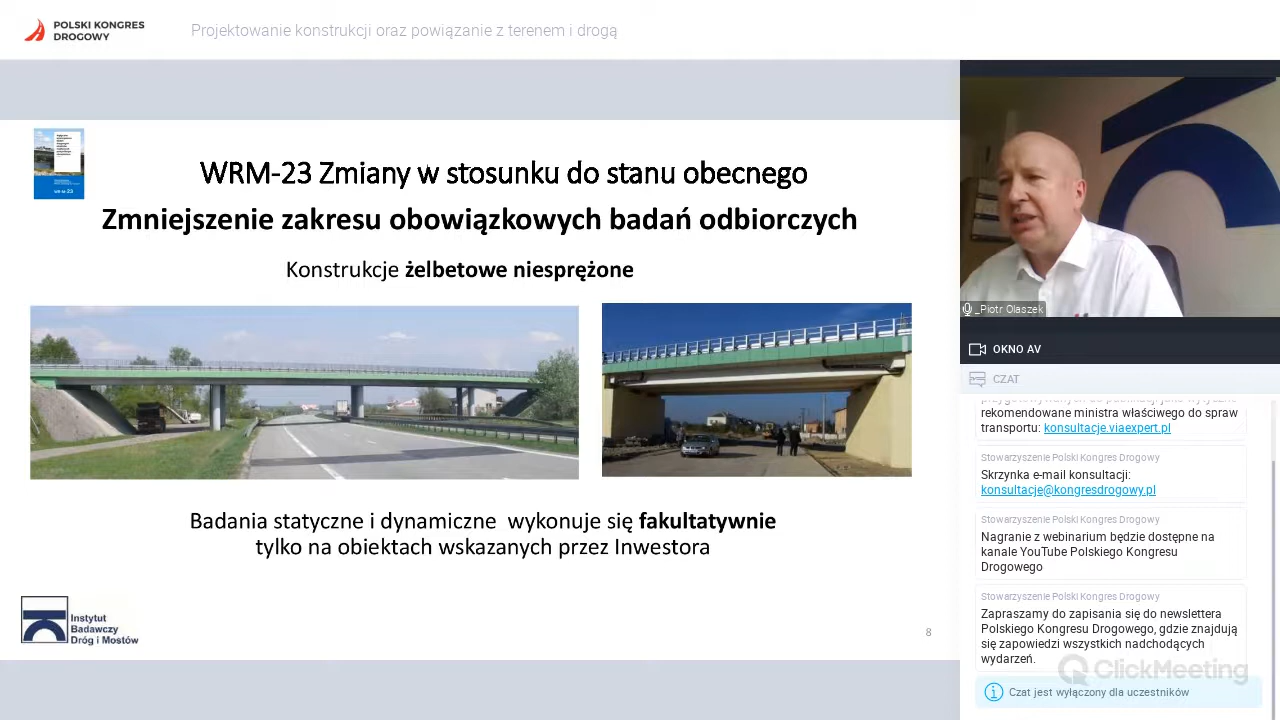 POLSKI KONGRES
DROGOWY
Projektowanie konstrukcji oraz powiązanie z terenem i drogą
WRM-23 Zmiany w stosunku do stanu obecnego
Zmniejszenie zakresu obowiązkowych badań odbiorczych
Konstrukcje żelbetowe niesprężone
Badania statyczne i dynamiczne wykonuje się fakultatywnie
tylko na obiektach wskazanych przez Inwestora
Instytut
Badawczy
Dróg i Mostów
8
_Piotr Olaszek
OKNO AV
CZAT
rekomendowane ministra właściwego do spraw
transportu: konsultacje.viaexpert.pl
Stowarzyszenie Polski Kongres Drogowy
Skrzynka e-mail konsultacji:
konsultacje@kongresdrogowy.pl
Stowarzyszenie Polski Kongres Drogowy
Nagranie z webinarium będzie dostępne na
kanale YouTube Polskiego Kongresu
Drogowego
Stowarzyszenie Polski Kongres Drogowy
Zapraszamy do zapisania się do newslettera
Polskiego Kongresu Drogowego, gdzie znajdują
się zapowiedzi wszystkich nadchodzących
wydarzeń.
ClickMeeting
Czat jest wyłączony dla uczestników